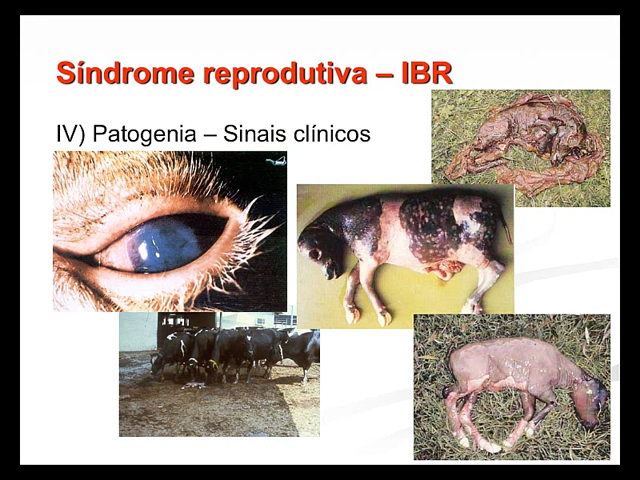 Síndrome reprodutiva – IBR
IV) Patogenia – Sinais clínicos